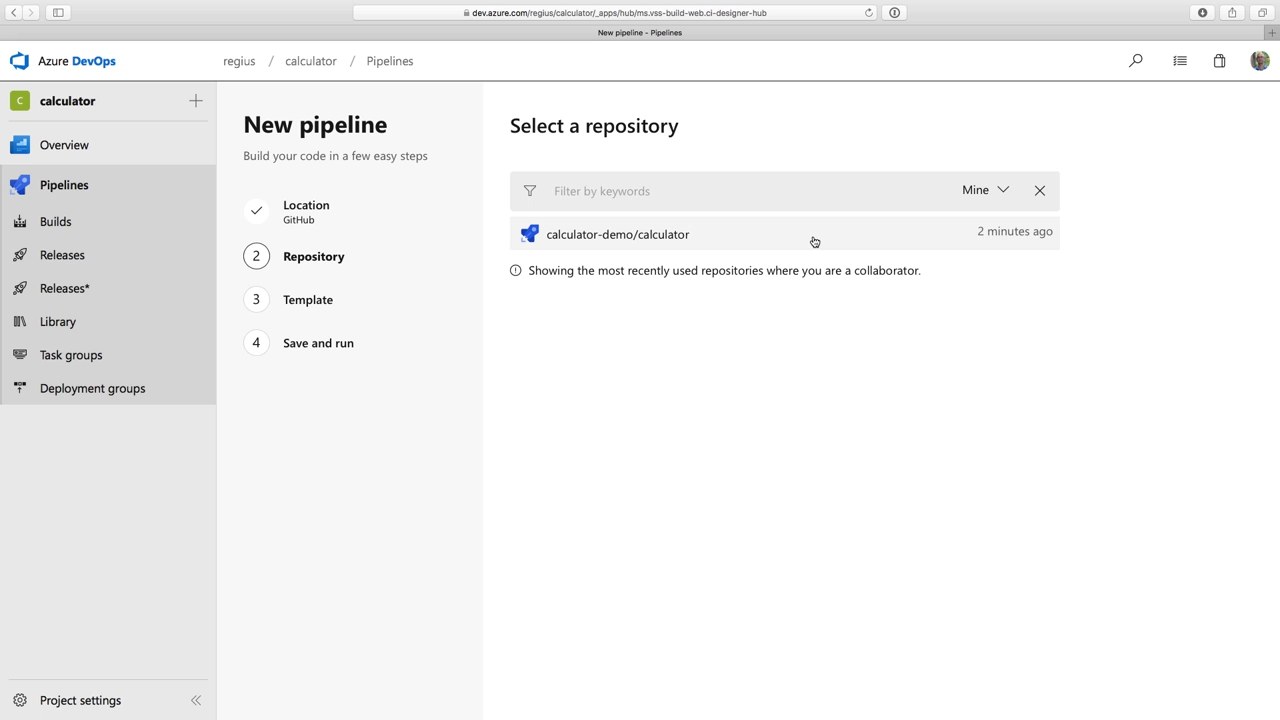 dev.azure.com/regius/calculator/_apps/hub/ms.vss-build-web.ci-designer-hub
New pipeline - Pipelines
Azure DevOps
regius / calculator / Pipelines
C calculator
Overview
Pipelines
Builds
Releases
Releases*
Library
Task groups
Deployment groups
Project settings
New pipeline
Build your code in a few easy steps
Location
GitHub
2 Repository
3 Template
4 Save and run
Select a repository
Filter by keywords Mine
calculator-demo/calculator 2 minutes ago
Showing the most recently used repositories where you are a collaborator.